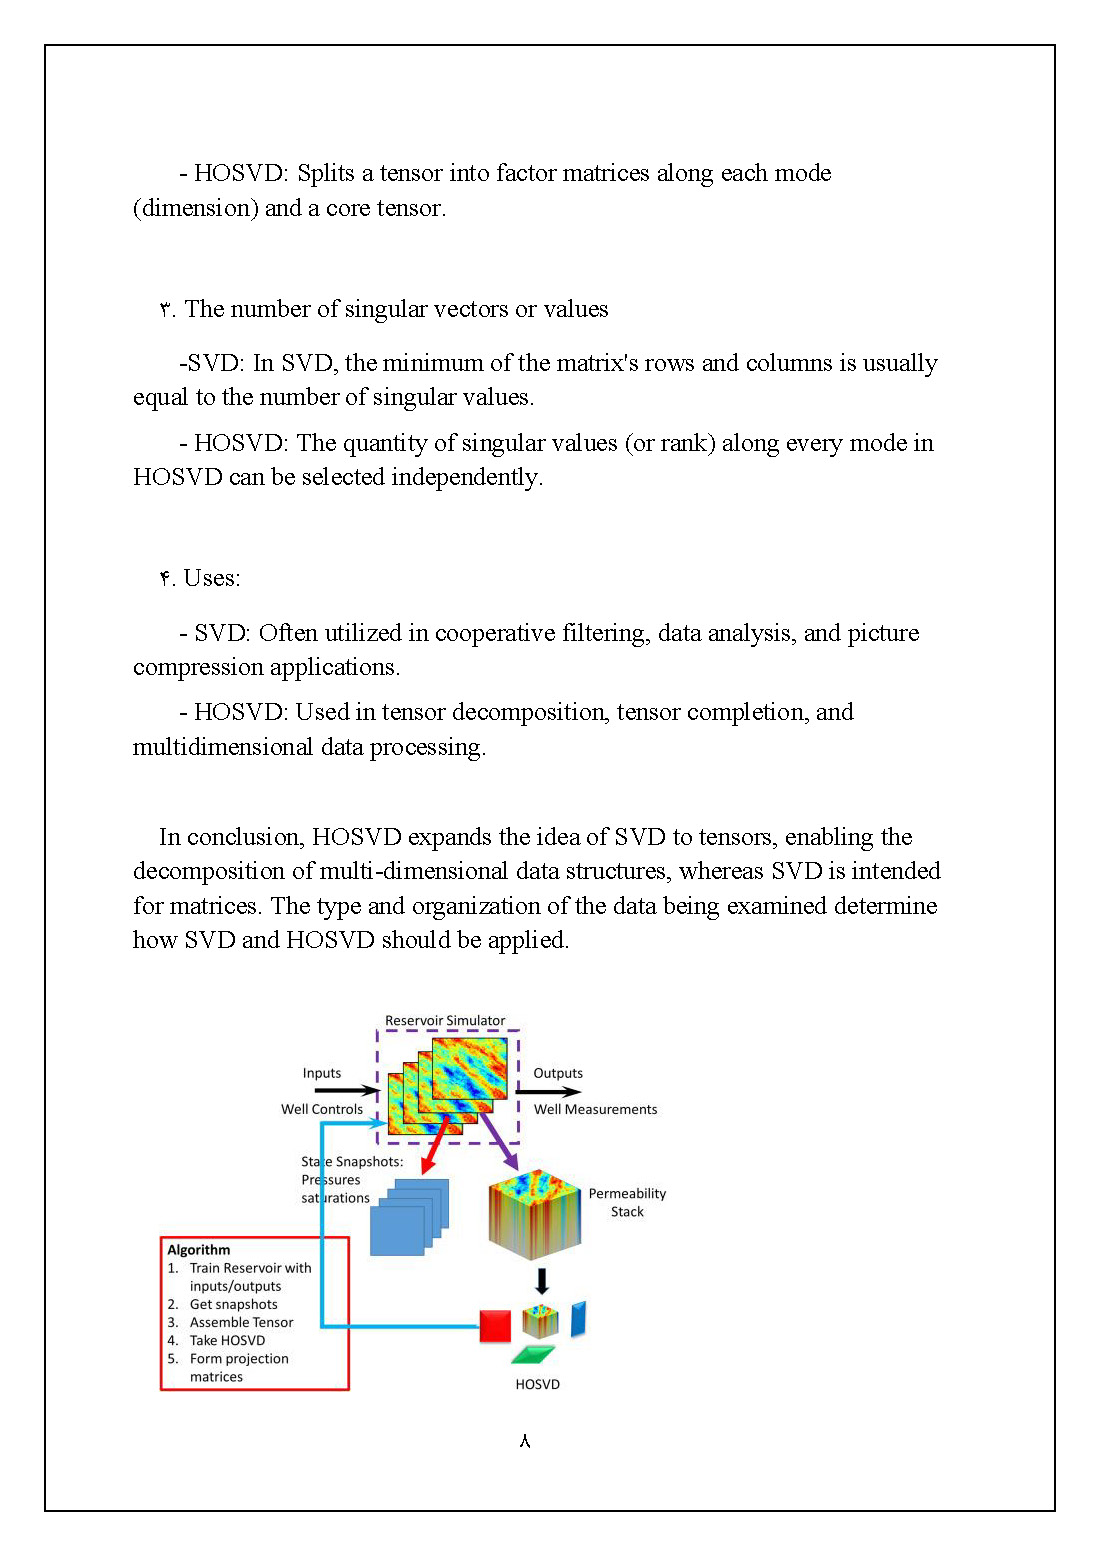 - HOSVD: Splits a tensor into factor matrices along each mode
(dimension) and a core tensor.
۳. The number of singular vectors or values
-SVD: In SVD, the minimum of the matrix's rows and columns is usually
equal to the number of singular values.
- HOSVD: The quantity of singular values (or rank) along every mode in
HOSVD can be selected independently.
۴. Uses:
- SVD: Often utilized in cooperative filtering, data analysis, and picture
compression applications.
- HOSVD: Used in tensor decomposition, tensor completion, and
multidimensional data processing.
In conclusion, HOSVD expands the idea of SVD to tensors, enabling the
decomposition of multi-dimensional data structures, whereas SVD is intended
for matrices. The type and organization of the data being examined determine
how SVD and HOSVD should be applied.
Reservoir Simulator
Inputs
Well Controls
Outputs
Well Measurements
State Snapshots:
Pressures
saturations
Permeability
Stack
Algorithm
1. Train Reservoir with
inputs/outputs
2. Get snapshots
3. Assemble Tensor
4. Take HOSVD
5. Form projection
matrices
HOSVD
۸